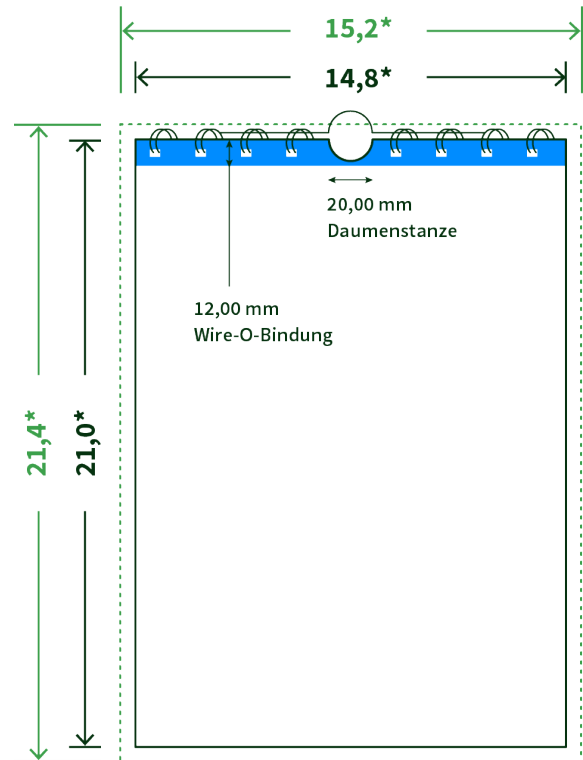 15,2*
14,8*
20,00 mm
Daumenstanze
12,00 mm
Wire-O-Bindung
21,4*
21,0*